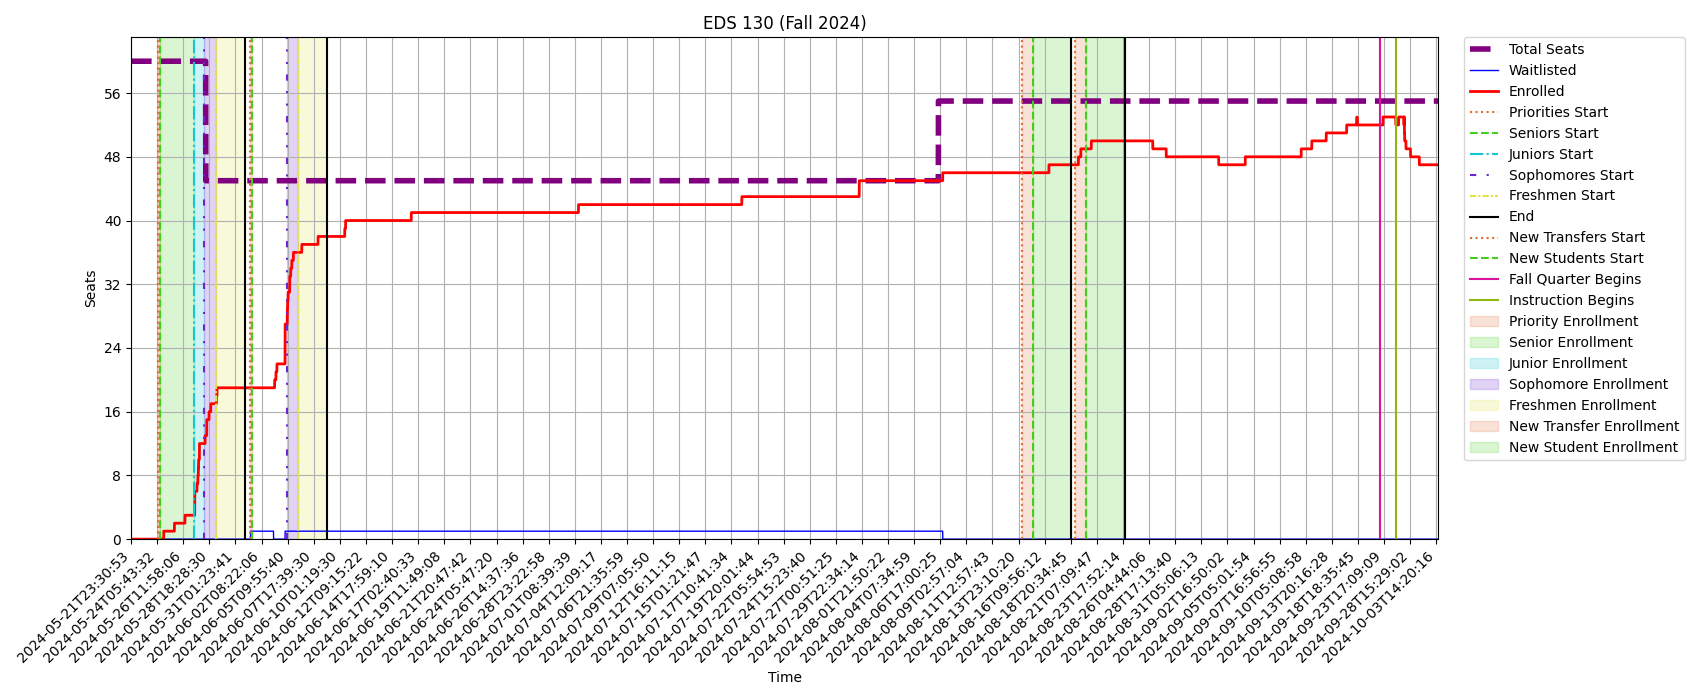 EDS 130 (Fall 2024)
56
48
40
32
24
16
8
0
Seats
2024-05-21T23:30:53
2024-05-24T05:43:32
2024-05-26T11:58:06
2024-05-28T18:28:30
2024-05-31T01:23:41
2024-06-02T08:22:06
2024-06-05T09:55:40
2024-06-07T17:39:30
2024-06-10T01:19:30
2024-06-12T09:15:22
2024-06-14T17:59:10
2024-06-17T02:40:33
2024-06-19T11:49:08
2024-06-21T20:47:42
2024-06-24T05:47:20
2024-06-26T14:37:36
2024-06-28T23:22:58
2024-07-01T08:39:39
2024-07-04T12:09:17
2024-07-06T21:35:59
2024-07-09T07:05:50
2024-07-12T16:11:15
2024-07-15T01:21:47
2024-07-17T10:41:34
2024-07-19T20:01:44
2024-07-22T05:54:53
2024-07-24T15:23:40
2024-07-27T00:51:25
2024-07-29T22:34:14
2024-08-01T21:50:22
2024-08-04T07:34:59
2024-08-06T17:00:25
2024-08-09T02:57:04
2024-08-11T12:57:43
2024-08-13T23:10:20
2024-08-16T09:56:12
2024-08-18T20:34:45
2024-08-21T07:09:47
2024-08-23T17:52:14
2024-08-26T04:44:06
2024-08-28T17:13:40
2024-08-31T05:06:13
2024-09-02T16:50:02
2024-09-05T05:01:54
2024-09-07T16:56:55
2024-09-10T05:08:58
2024-09-13T20:16:28
2024-09-18T18:35:45
2024-09-23T17:09:09
2024-09-28T15:29:02
2024-10-03T14:20:16
Time
Total Seats
Waitlisted
Enrolled
Priorities Start
Seniors Start
Juniors Start
Sophomores Start
Freshmen Start
End
New Transfers Start
New Students Start
Fall Quarter Begins
Instruction Begins
Priority Enrollment
Senior Enrollment
Junior Enrollment
Sophomore Enrollment
Freshmen Enrollment
New Transfer Enrollment
New Student Enrollment